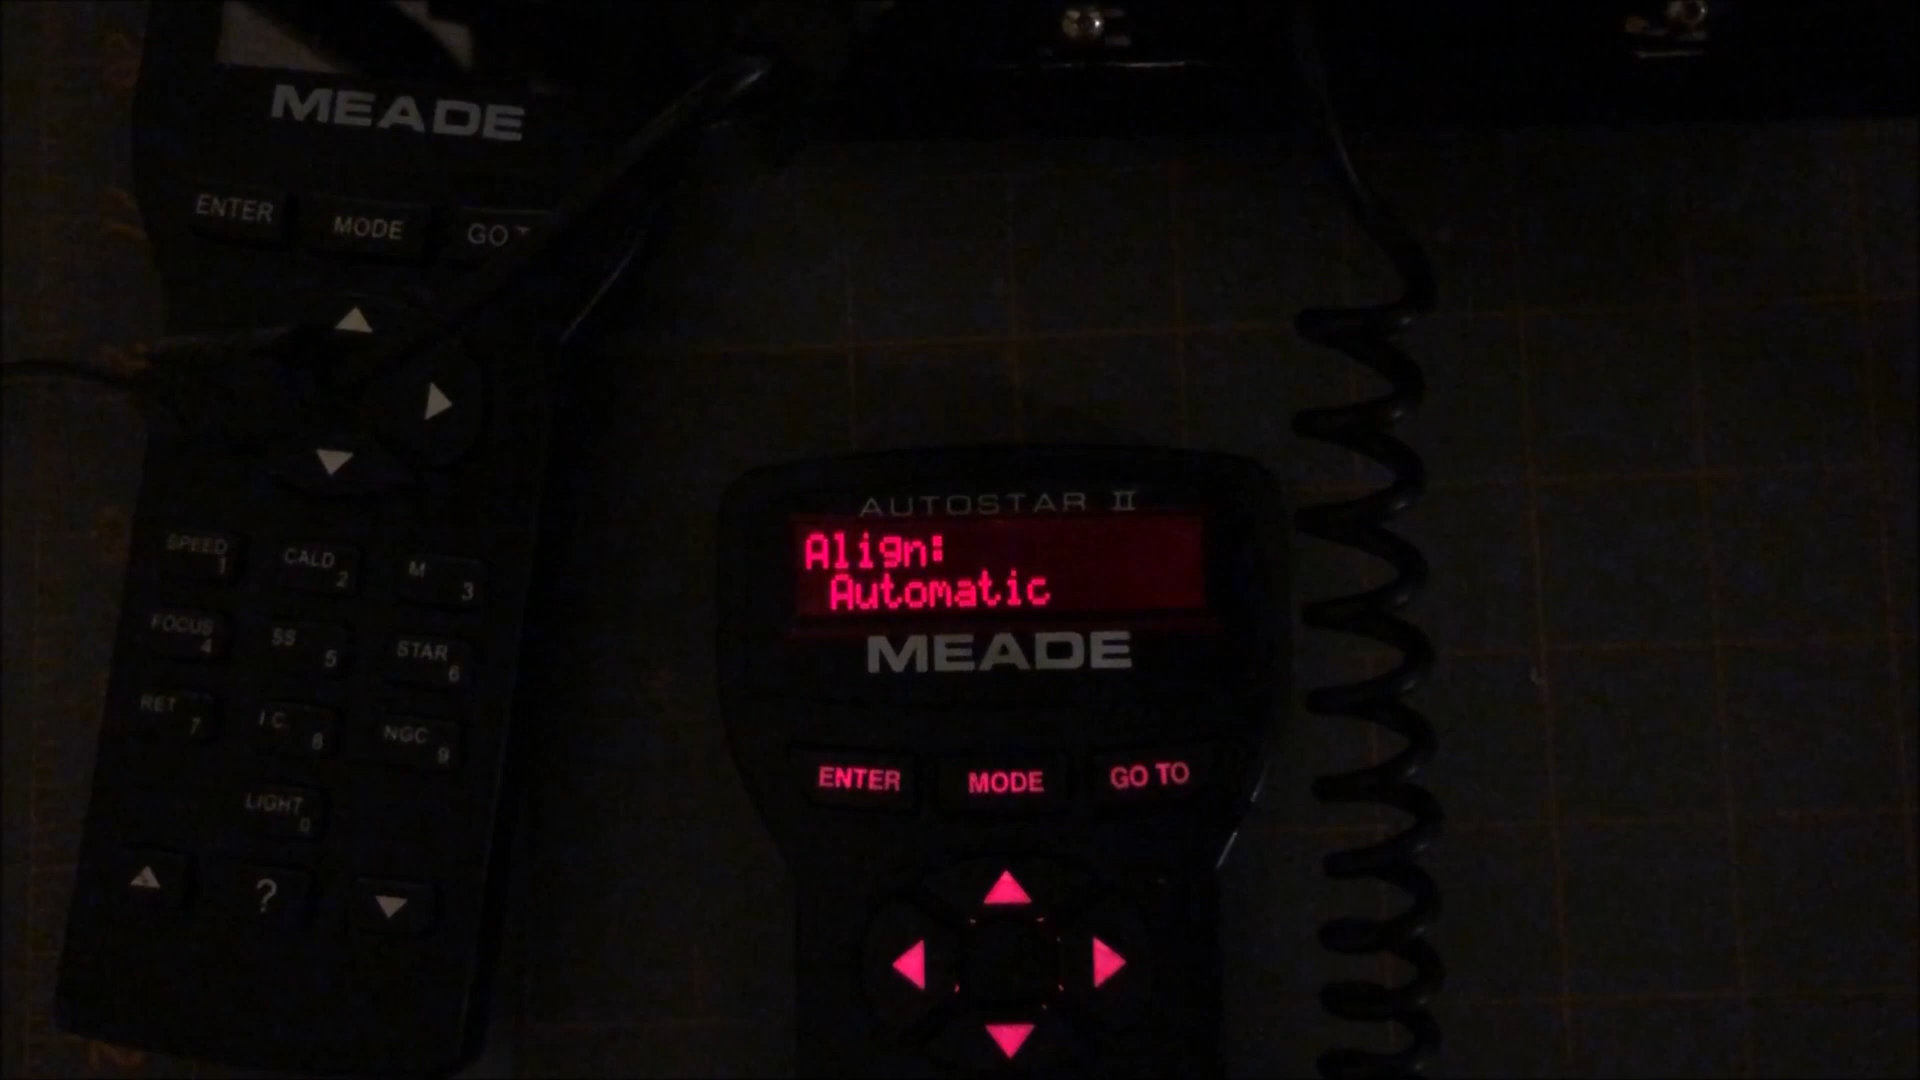 MEADE
ENTER MODE GO T
SPEED 1 CALD 2 M 3
FOCUS 4 SS 5 STAR 6
RET 7 I.C. 8 NGC 9
LIGHT 0
?
AUTOSTAR II
Align:
Automatic
MEADE
ENTER MODE GO TO